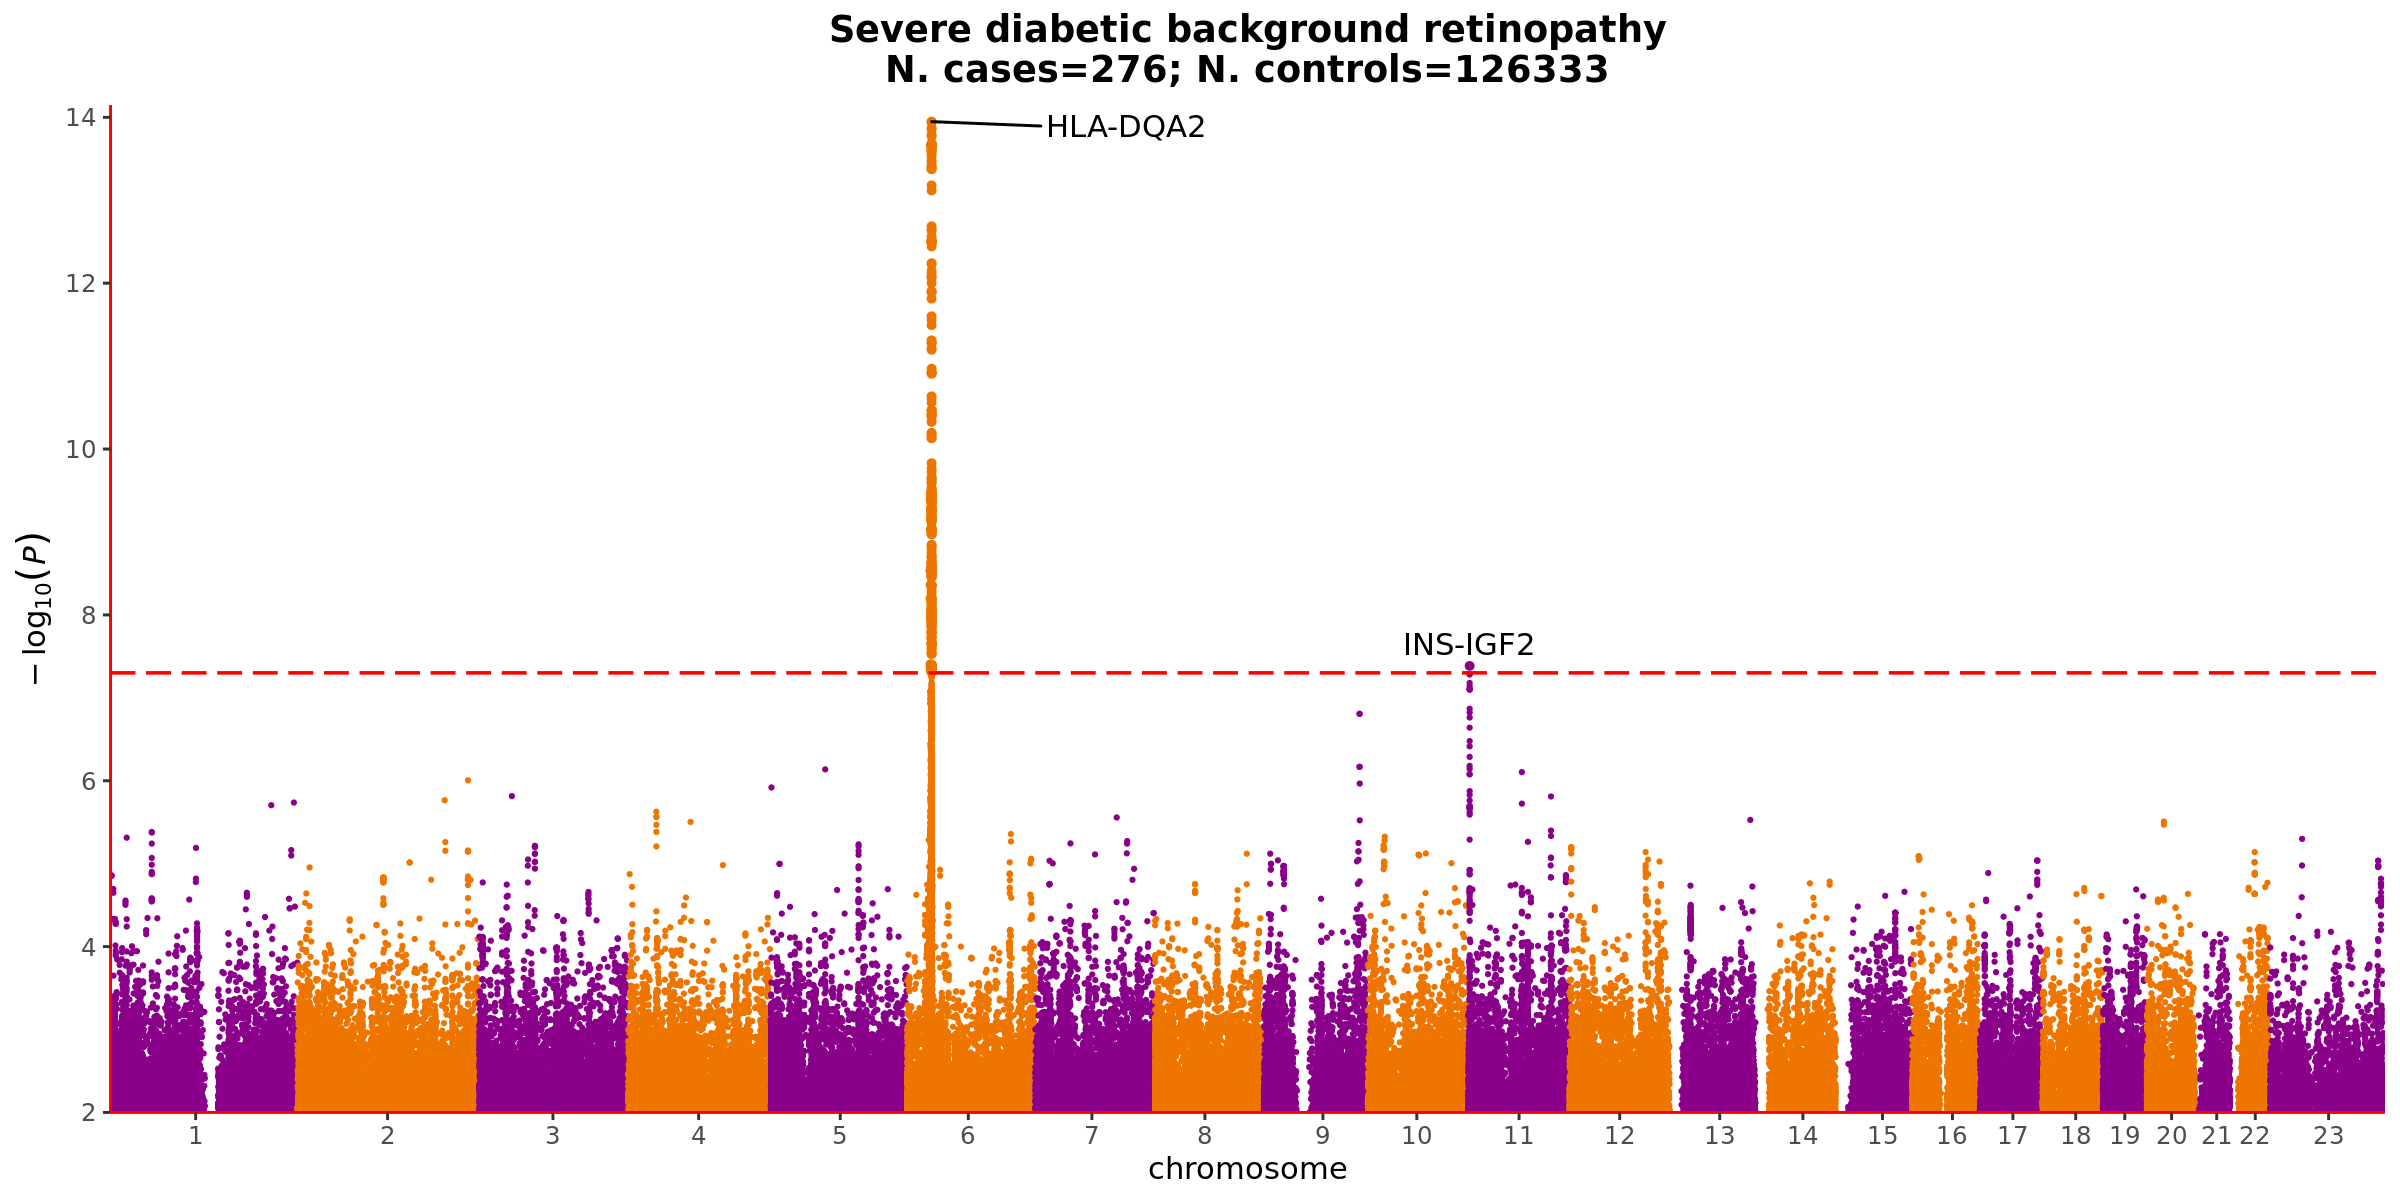 Severe diabetic background retinopathy
N. cases=276; N. controls=126333
14
HLA-DQA2
12
10
8
INS-IGF2
6
4
2
−log10(P)
1 2 3 4 5 6 7 8 9 10 11 12 13 14 15 16 17 18 19 20 21 22 23
chromosome